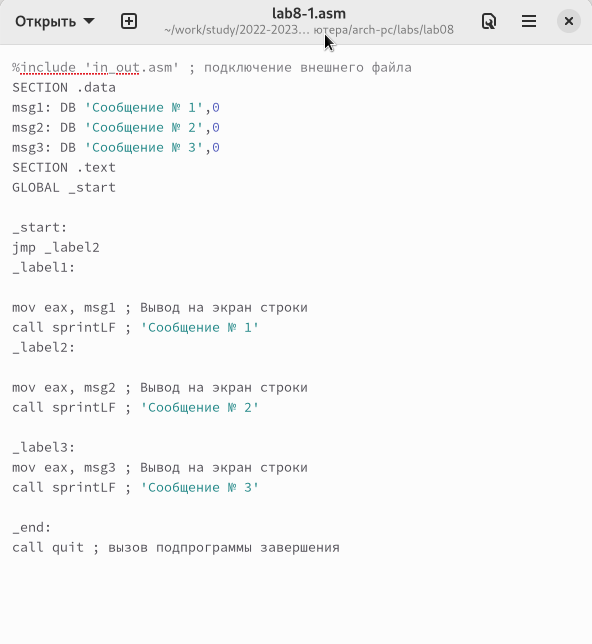 Открыть
lab8-1.asm
~/work/study/2022-2023… ютера/arch-pc/labs/lab08
%include 'in_out.asm' ; подключение внешнего файла
SECTION .data
msg1: DB 'Сообщение № 1',0
msg2: DB 'Сообщение № 2',0
msg3: DB 'Сообщение № 3',0
SECTION .text
GLOBAL _start
_start:
jmp _label2
_label1:
mov eax, msg1 ; Вывод на экран строки
call sprintLF ; 'Сообщение № 1'
_label2:
mov eax, msg2 ; Вывод на экран строки
call sprintLF ; 'Сообщение № 2'
_label3:
mov eax, msg3 ; Вывод на экран строки
call sprintLF ; 'Сообщение № 3'
_end:
call quit ; вызов подпрограммы завершения